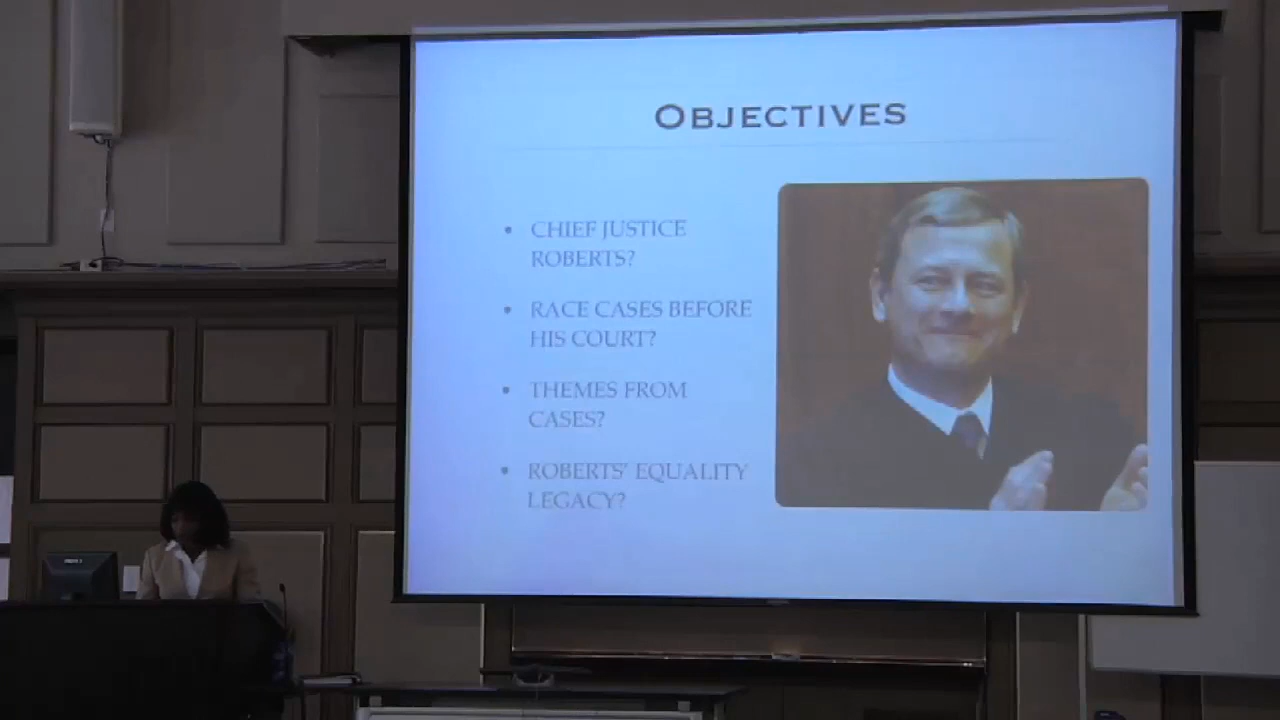 OBJECTIVES
• CHIEF JUSTICE
ROBERTS?
• RACE CASES BEFORE
HIS COURT?
• THEMES FROM
CASES?
• ROBERTS' EQUALITY
LEGACY?